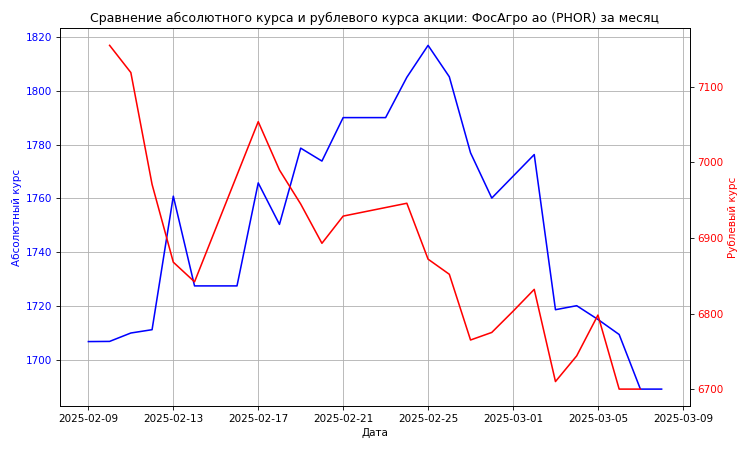 Сравнение абсолютного курса и рублевого курса акции: ФосАгро ао (PHOR) за месяц
1820
1800
1780
1760
1740
1720
1700
Абсолютный курс
7100
7000
6900
6800
6700
Рублевый курс
2025-02-09 2025-02-13 2025-02-17 2025-02-21 2025-02-25 2025-03-01 2025-03-05 2025-03-09
Дата